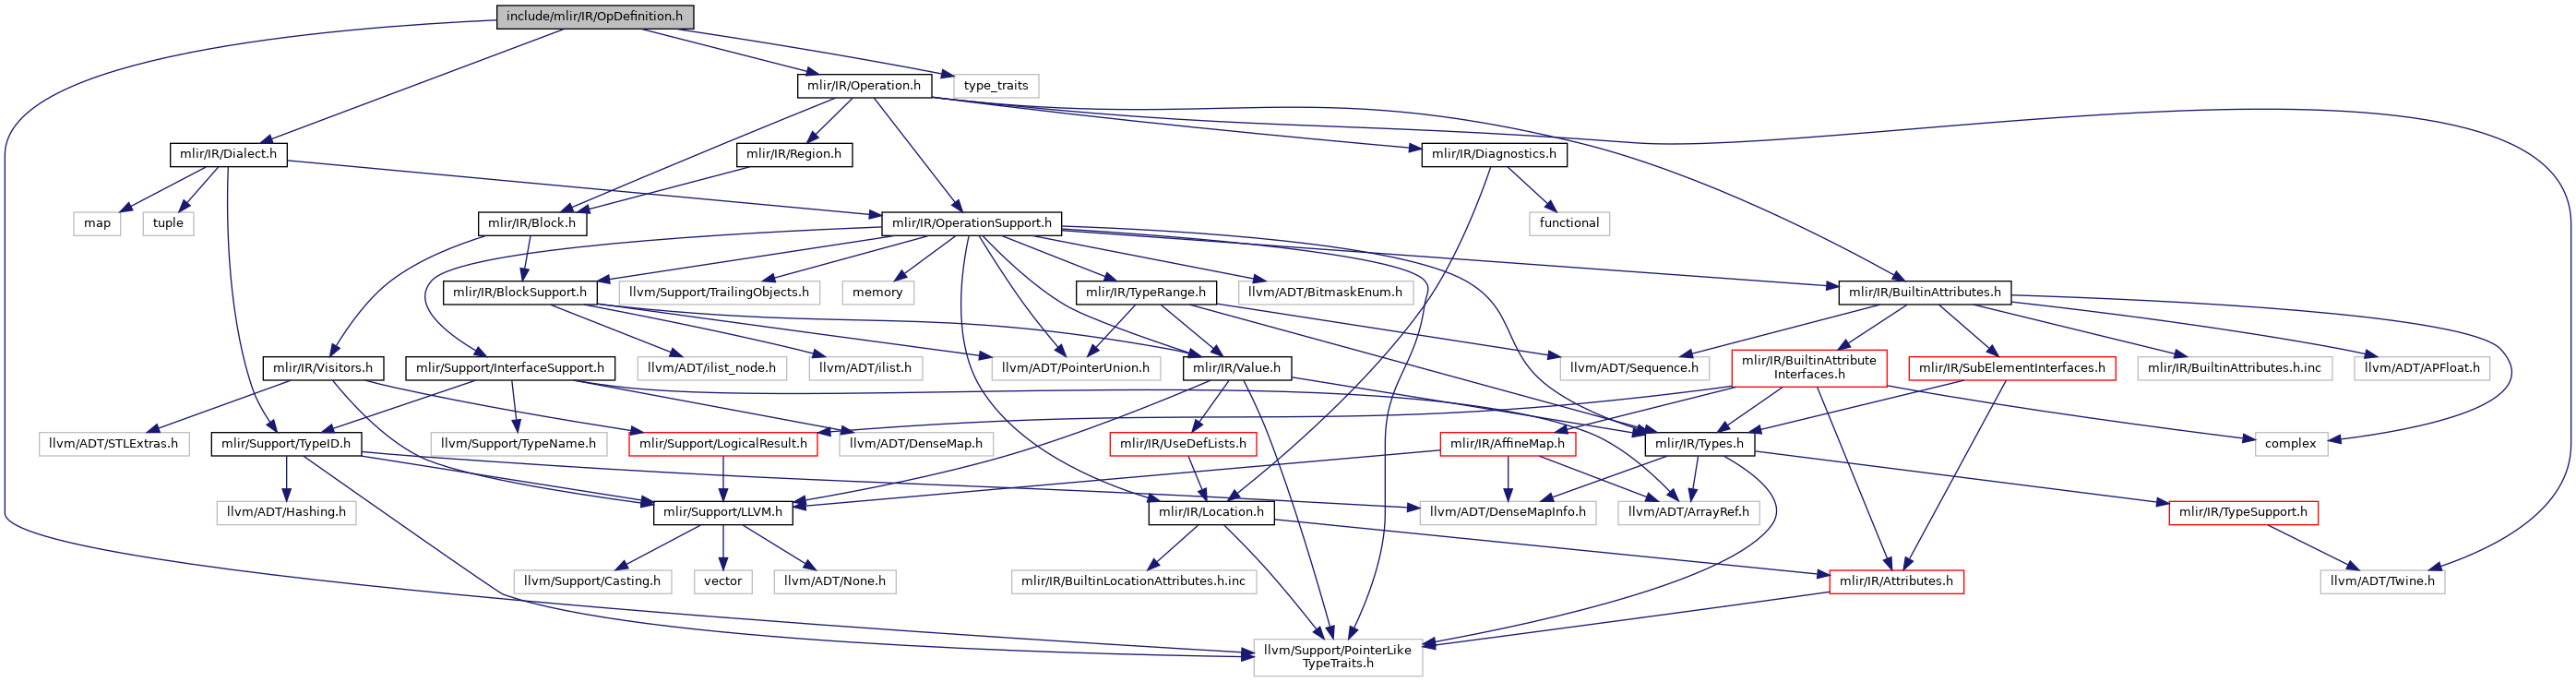 include/mlir/IR/OpDefinition.h
mlir/IR/Operation.h
type_traits
mlir/IR/Dialect.h
mlir/IR/Region.h
mlir/IR/Diagnostics.h
map
tuple
mlir/IR/Block.h
mlir/IR/OperationSupport.h
functional
mlir/IR/BlockSupport.h
llvm/Support/TrailingObjects.h
memory
mlir/IR/TypeRange.h
llvm/ADT/BitmaskEnum.h
mlir/IR/BuiltinAttributes.h
mlir/IR/Visitors.h
mlir/Support/InterfaceSupport.h
llvm/ADT/ilist_node.h
llvm/ADT/ilist.h
llvm/ADT/PointerUnion.h
mlir/IR/Value.h
llvm/ADT/Sequence.h
mlir/IR/BuiltinAttribute
Interfaces.h
mlir/IR/SubElementInterfaces.h
mlir/IR/BuiltinAttributes.h.inc
llvm/ADT/APFloat.h
llvm/ADT/STLExtras.h
mlir/Support/TypeID.h
llvm/Support/TypeName.h
mlir/Support/LogicalResult.h
llvm/ADT/DenseMap.h
mlir/IR/UseDefLists.h
mlir/IR/AffineMap.h
mlir/IR/Types.h
complex
llvm/ADT/Hashing.h
mlir/Support/LLVM.h
mlir/IR/Location.h
llvm/ADT/DenseMapInfo.h
llvm/ADT/ArrayRef.h
mlir/IR/TypeSupport.h
llvm/Support/Casting.h
vector
llvm/ADT/None.h
mlir/IR/BuiltinLocationAttributes.h.inc
mlir/IR/Attributes.h
llvm/ADT/Twine.h
llvm/Support/PointerLike
TypeTraits.h